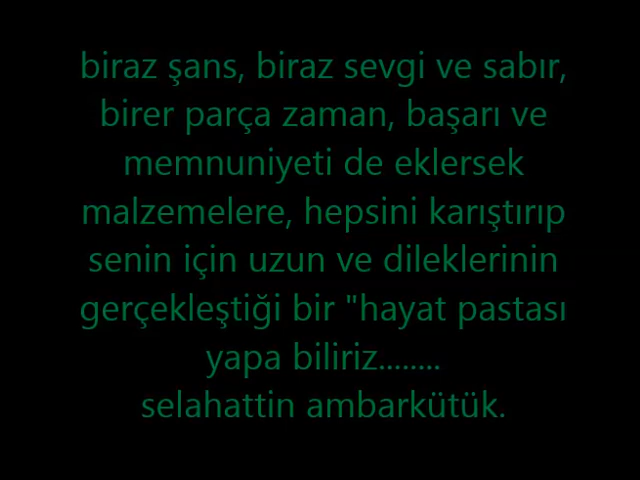 biraz şans, biraz sevgi ve sabır,
birer parça zaman, başarı ve
memnuniyeti de eklersek
malzemelere, hepsini karıştırıp
senin için uzun ve dileklerinin
gerçekleştiği bir "hayat pastası
yapa biliriz........
selahattin ambarkütük.